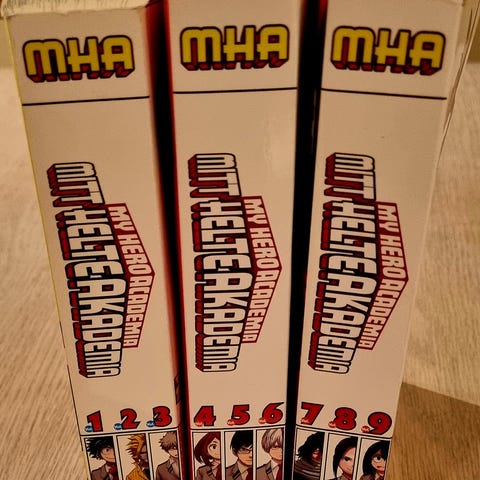 MHA
MITT HELTEAKADEMIA
MY HERO ACADEMIA
1 2 3
MHA
MITT HELTEAKADEMIA
MY HERO ACADEMIA
4 5 6
MHA
MITT HELTEAKADEMIA
MY HERO ACADEMIA
7 8 9